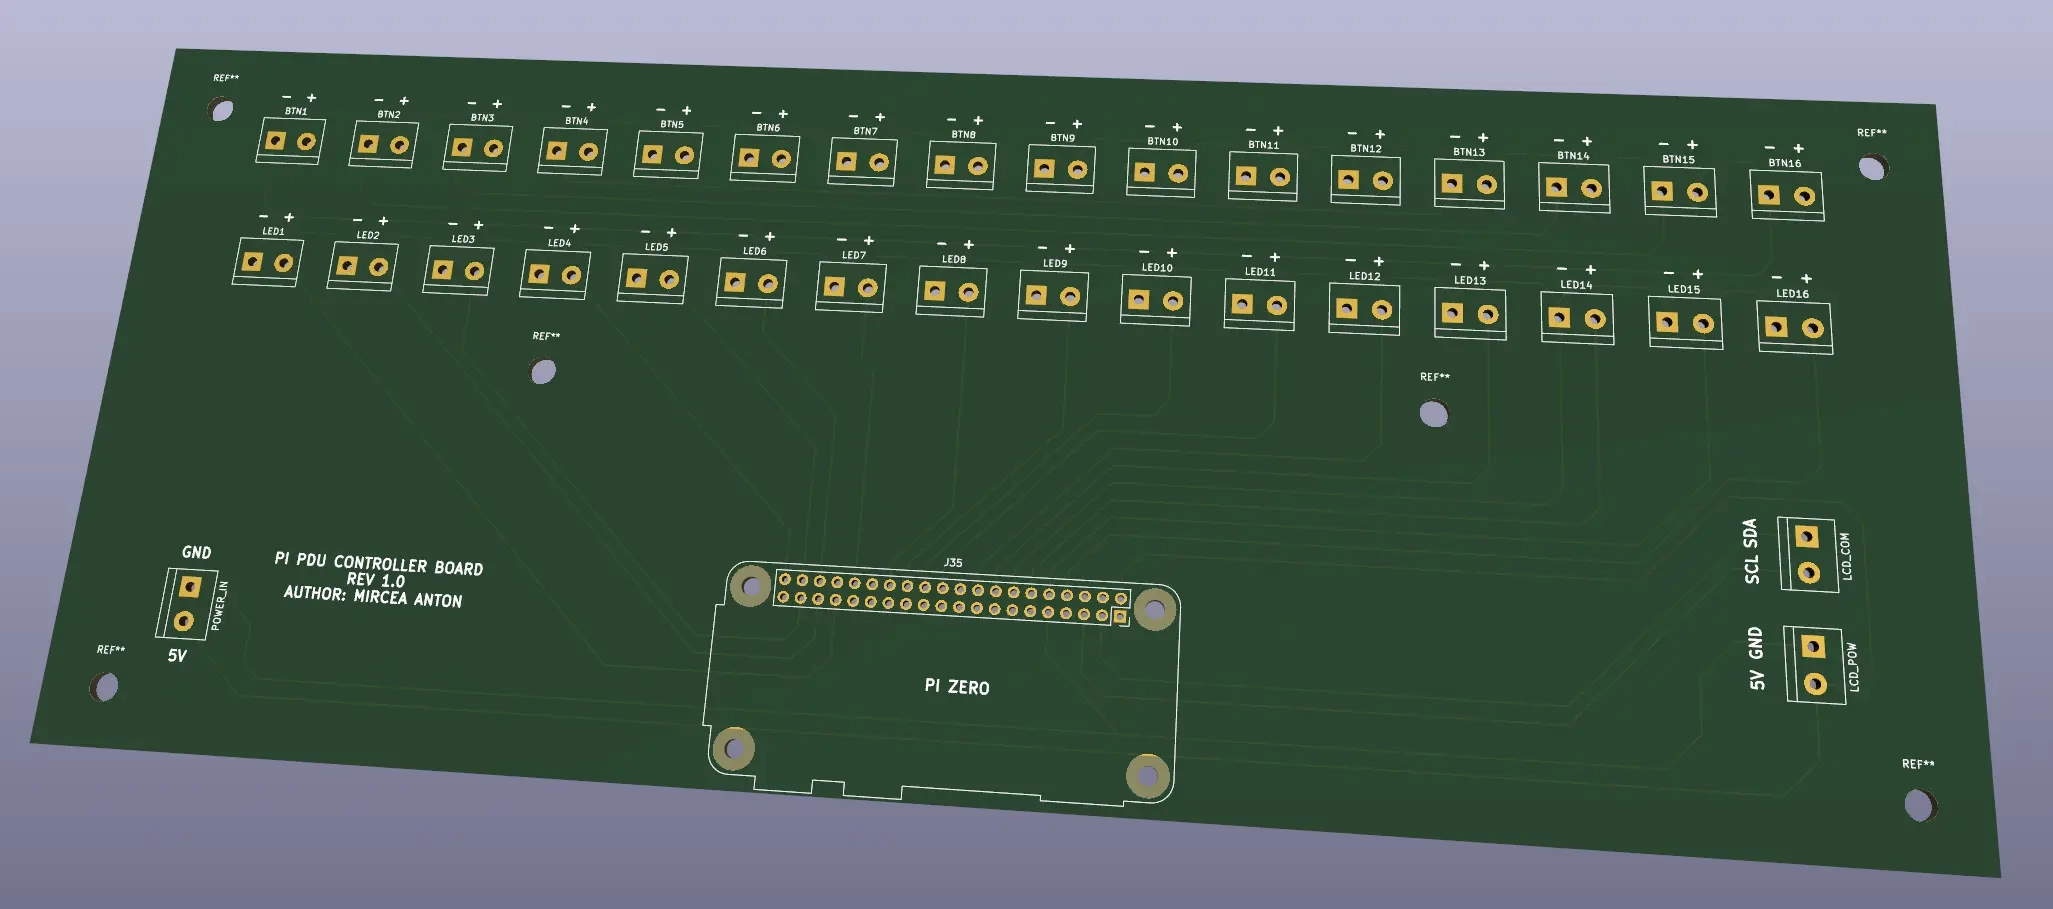 REF**
- +
BTN1
- +
BTN2
- +
BTN3
- +
BTN4
- +
BTN5
- +
BTN6
- +
BTN7
- +
BTN8
- +
BTN9
- +
BTN10
- +
BTN11
- +
BTN12
- +
BTN13
- +
BTN14
- +
BTN15
- +
BTN16
REF**
- +
LED1
- +
LED2
- +
LED3
- +
LED4
- +
LED5
- +
LED6
- +
LED7
- +
LED8
- +
LED9
- +
LED10
- +
LED11
- +
LED12
- +
LED13
- +
LED14
- +
LED15
- +
LED16
REF**
REF**
GND
POWER_IN
5V
PI PDU CONTROLLER BOARD
REV 1.0
AUTHOR: MIRCEA ANTON
J35
PI ZERO
SCL SDA
LCD_COM
5V GND
LCD_POW
REF**
REF**